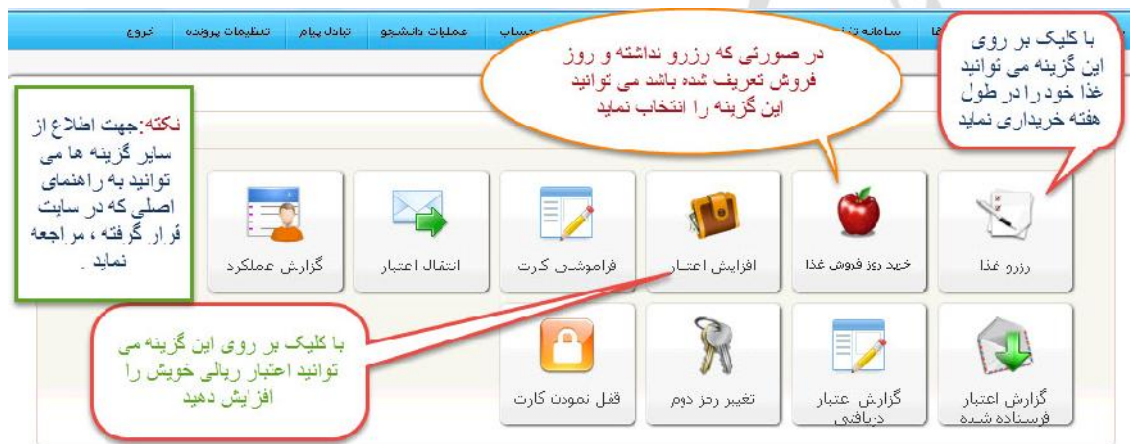 سامانه
حساب
عملیات دانشجو
تبادل پیام
تنظیمات پرونده
خروج
با کلیک بر روی
این گزینه می توانید
غذا خود را در طول
هفته خریداری نماید
در صورتی که رزرو نداشته و روز
فروش تعریف شده باشد می توانید
این گزینه را انتخاب نماید
نکته:جهت اطلاع از
سایر گزینه ها می
توانید به راهنمای
اصلی که در سایت
قرار گرفته ، مراجعه
نماید .
رزرو غذا
خرید روز فروش غذا
افزایش اعتبار
فراموشی کارت
انتقال اعتبار
گزارش عملکرد
با کلیک بر روی این گزینه می
توانید اعتبار ریالی خویش را
افزایش دهید
گزارش اعتبار
فرستاده شده
گزارش عتبار
دریافتی
تغییر رمز دوم
قفل نمودن کارت